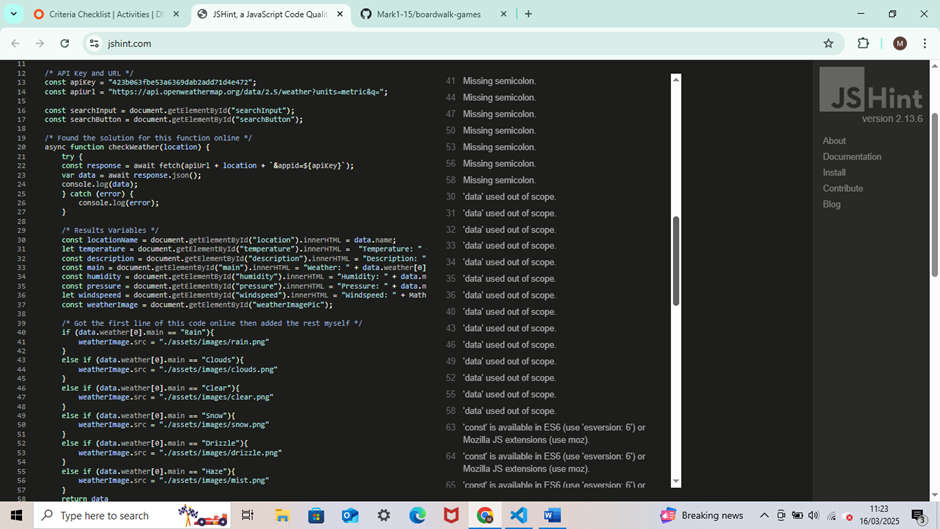 Criteria Checklist | Activities | D
JSHint, a JavaScript Code Quali
Mark1-15/boardwalk-games
jshint.com
M
11
12 /* API Key and URL */
13 const apiKey = "423b063fbe53a6369dab2add71d4e472";
14 const apiUrl = "https://api.openweathermap.org/data/2.5/weather?units=metric&q=";
15
16 const searchInput = document.getElementById("searchInput");
17 const searchButton = document.getElementById("searchButton");
18
19 /* Found the solution for this function online */
20 async function checkWeather(location) {
21 try {
22 const response = await fetch(apiUrl + location + `&appid=${apiKey}`);
23 var data = await response.json();
24 console.log(data);
25 } catch (error) {
26 console.log(error);
27 }
28
29 /* Results Variables */
30 const locationName = document.getElementById("location").innerHTML = data.name;
31 let temperature = document.getElementById("temperature").innerHTML = "Temperature: "
32 const description = document.getElementById("description").innerHTML = "Description: "
33 const main = document.getElementById("main").innerHTML = "Weather: " + data.weather[0]
34 const humidity = document.getElementById("humidity").innerHTML = "Humidity: " + data.m
35 const pressure = document.getElementById("pressure").innerHTML = "Pressure: " + data.m
36 let windspeed = document.getElementById("windspeed").innerHTML = "Windspeed: " + Math
37 const weatherImage = document.getElementById("weatherImagePic");
38
39 /* Got the first line of this code online then added the rest myself */
40 if (data.weather[0].main == "Rain"){
41 weatherImage.src = "./assets/images/rain.png"
42 }
43 else if (data.weather[0].main == "Clouds"){
44 weatherImage.src = "./assets/images/clouds.png"
45 }
46 else if (data.weather[0].main == "Clear"){
47 weatherImage.src = "./assets/images/clear.png"
48 }
49 else if (data.weather[0].main == "Snow"){
50 weatherImage.src = "./assets/images/snow.png"
51 }
52 else if (data.weather[0].main == "Drizzle"){
53 weatherImage.src = "./assets/images/drizzle.png"
54 }
55 else if (data.weather[0].main == "Haze"){
56 weatherImage.src = "./assets/images/mist.png"
57 }
58 return data
41 Missing semicolon.
44 Missing semicolon.
47 Missing semicolon.
50 Missing semicolon.
53 Missing semicolon.
56 Missing semicolon.
58 Missing semicolon.
30 'data' used out of scope.
31 'data' used out of scope.
32 'data' used out of scope.
33 'data' used out of scope.
34 'data' used out of scope.
35 'data' used out of scope.
36 'data' used out of scope.
40 'data' used out of scope.
43 'data' used out of scope.
46 'data' used out of scope.
49 'data' used out of scope.
52 'data' used out of scope.
55 'data' used out of scope.
58 'data' used out of scope.
63 'const' is available in ES6 (use 'esversion: 6') or
Mozilla JS extensions (use moz).
64 'const' is available in ES6 (use 'esversion: 6') or
Mozilla JS extensions (use moz).
65 'const' is available in ES6 (use 'esversion: 6') or
JSHint
version 2.13.6
About
Documentation
Install
Contribute
Blog
Type here to search
Breaking news
11:23
16/03/2025
3